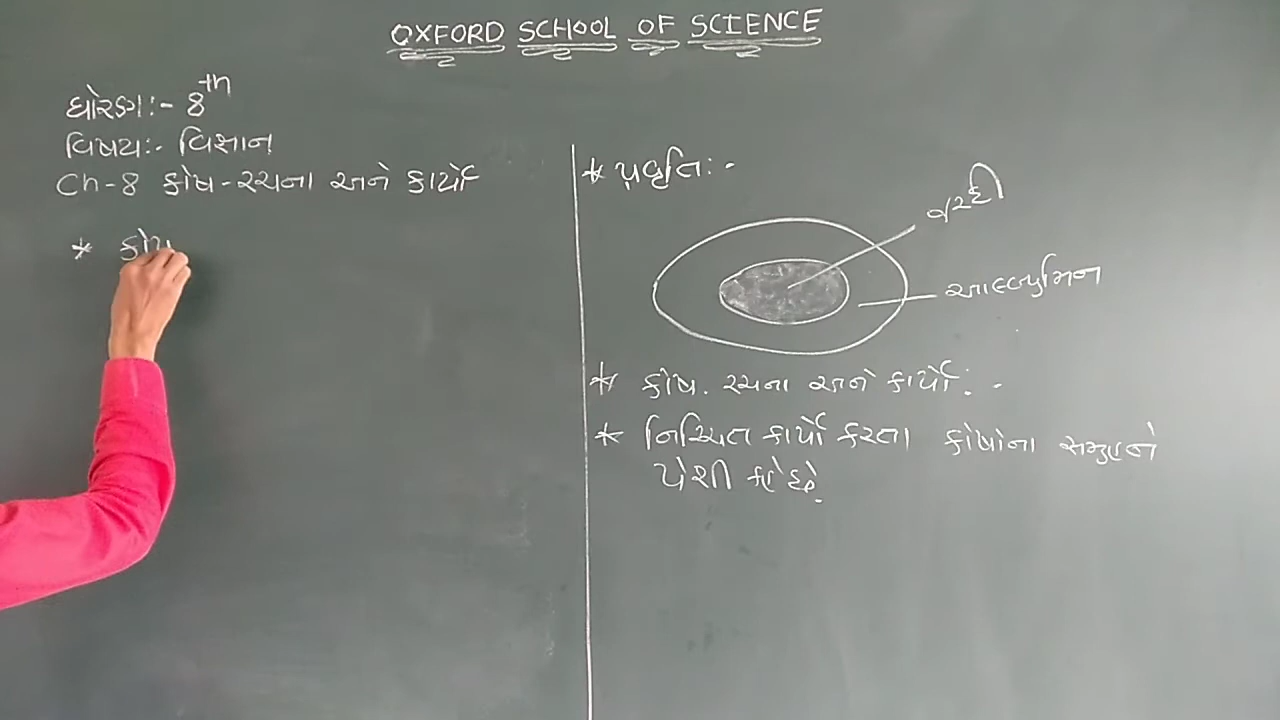 OXFORD SCHOOL OF SCIENCE
ધોરણ:- 8th
વિષય:- વિજ્ઞાન
Ch-8 કોષ-રચના અને કાર્યો
* કોષ
* પ્રવૃત્તિ:-
જરદી
આલ્બ્યુમિન
* કોષ. રચના અને કાર્યો:-
* નિશ્ચિત કાર્યો કરતા કોષોના સમુહને
પેશી કહે છે.